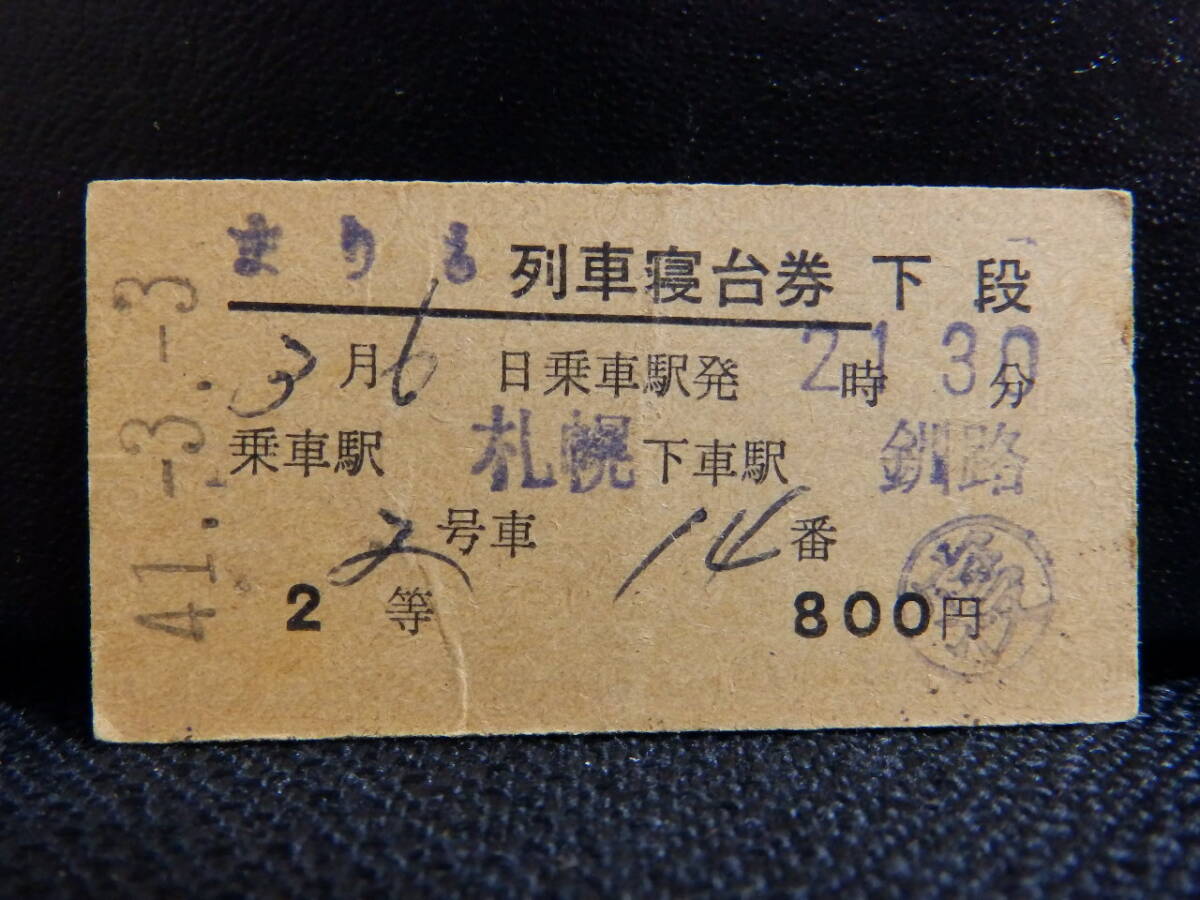 まりも 列車寝台券 下段
3月6日乗車駅発 21時30分
乗車駅 札幌 下車駅 釧路
2号車 14番
2等 800円
41.-3.-3